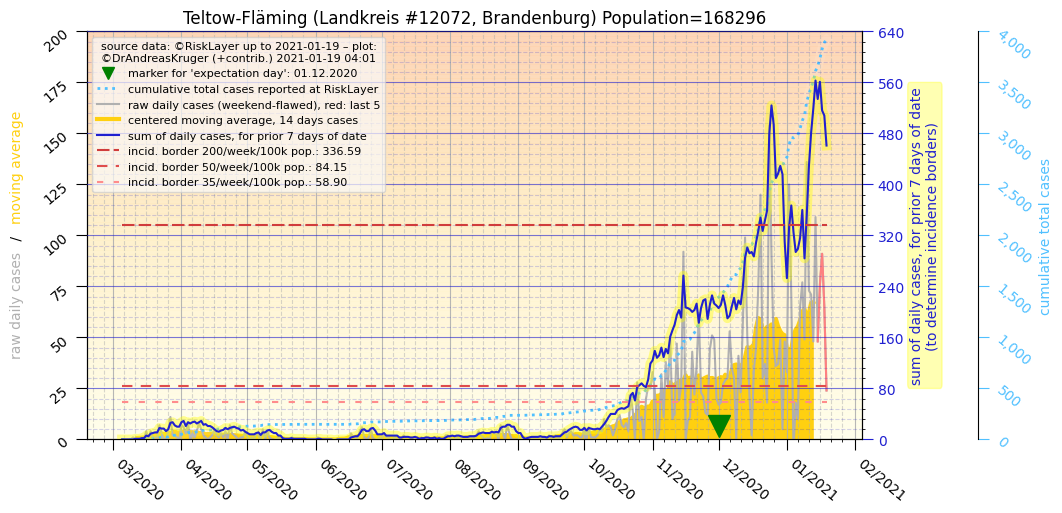 Teltow-Fläming (Landkreis #12072, Brandenburg) Population=168296
source data: ©RiskLayer up to 2021-01-19 – plot:
©DrAndreasKruger (+contrib.) 2021-01-19 04:01
marker for 'expectation day': 01.12.2020
cumulative total cases reported at RiskLayer
raw daily cases (weekend-flawed), red: last 5
centered moving average, 14 days cases
sum of daily cases, for prior 7 days of date
incid. border 200/week/100k pop.: 336.59
incid. border 50/week/100k pop.: 84.15
incid. border 35/week/100k pop.: 58.90
raw daily cases / moving average
200
175
150
125
100
75
50
25
0
640
560
480
400
320
240
160
80
0
sum of daily cases, for prior 7 days of date
(to determine incidence borders)
4,000
3,500
3,000
2,500
2,000
1,500
1,000
500
0
cumulative total cases
03/2020
04/2020
05/2020
06/2020
07/2020
08/2020
09/2020
10/2020
11/2020
12/2020
01/2021
02/2021